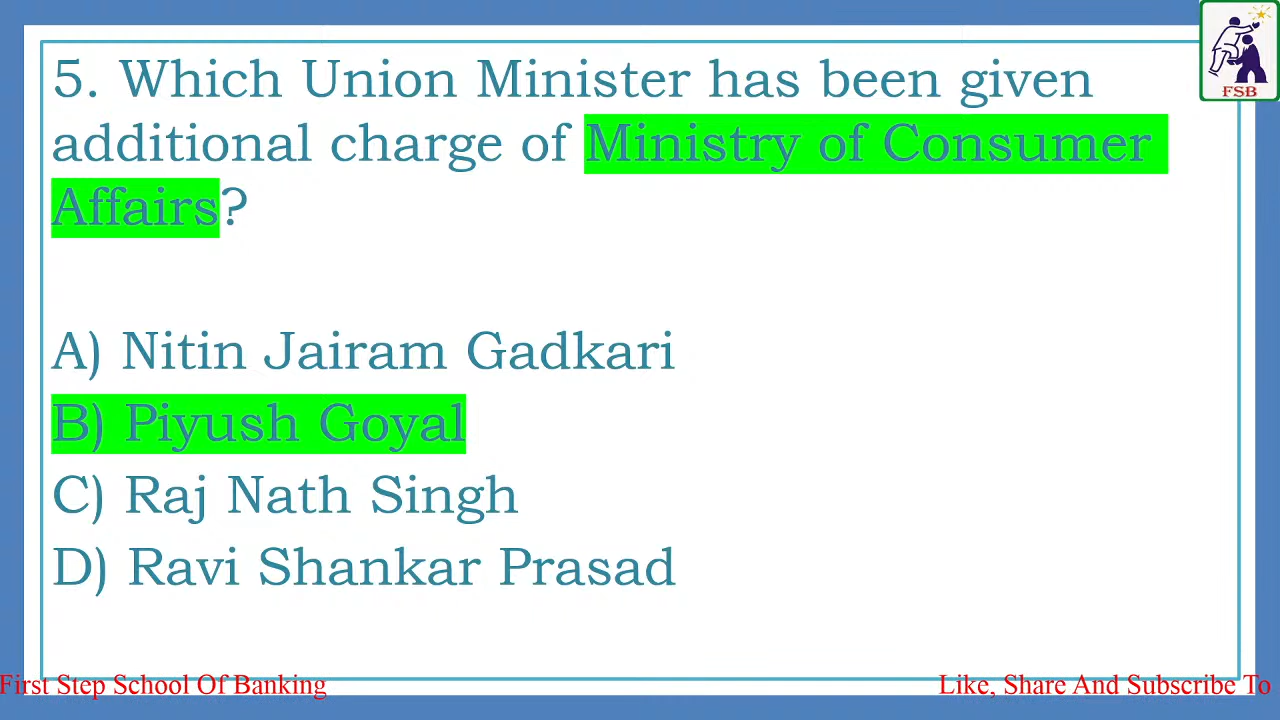 5. Which Union Minister has been given
additional charge of Ministry of Consumer
Affairs?
A) Nitin Jairam Gadkari
B) Piyush Goyal
C) Raj Nath Singh
D) Ravi Shankar Prasad
FSB
First Step School Of Banking
Like, Share And Subscribe To